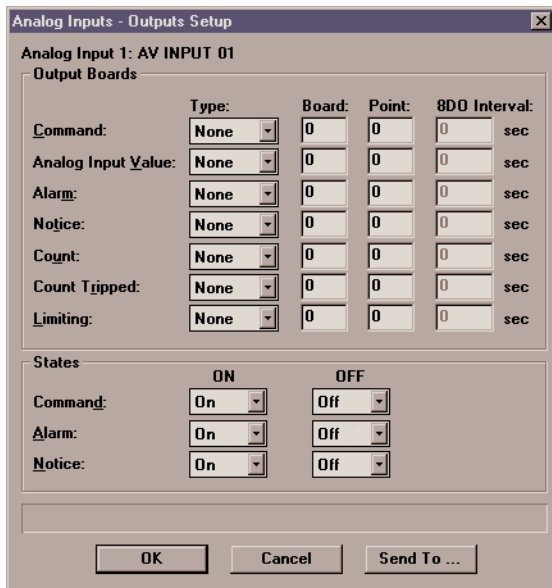 Analog Inputs - Outputs Setup
Analog Input 1: AV INPUT 01
Output Boards
Type: Board: Point: 8DO Interval:
Command: None 0 0 0 sec
Analog Input Value: None 0 0 0 sec
Alarm: None 0 0 0 sec
Notice: None 0 0 0 sec
Count: None 0 0 0 sec
Count Tripped: None 0 0 0 sec
Limiting: None 0 0 0 sec
States
ON OFF
Command: On Off
Alarm: On Off
Notice: On Off
OK Cancel Send To ...